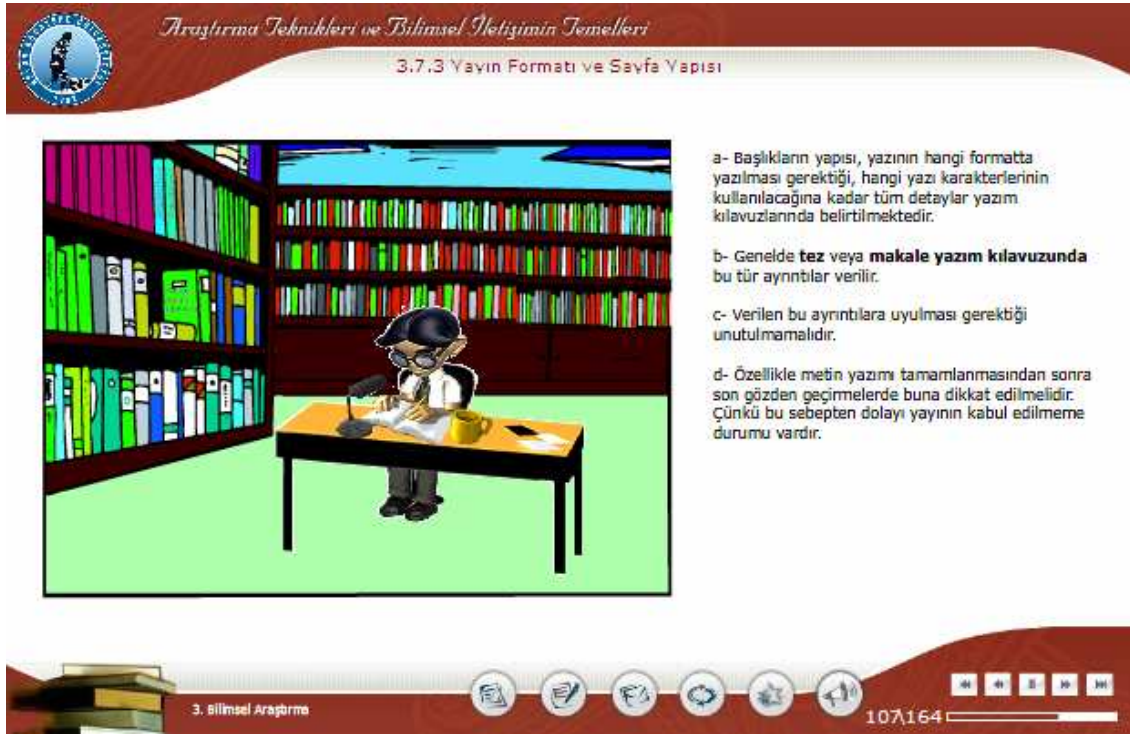 Araştırma Teknikleri ve Bilimsel İletişimin Temelleri
3.7.3 Yayın Formatı ve Sayfa Yapısı
a- Başlıkların yapısı, yazının hangi formatta
yazılması gerektiği, hangi yazı karakterlerinin
kullanılacağına kadar tüm detaylar yazım
kılavuzlarında belirtilmektedir.
b- Genelde tez veya makale yazım kılavuzunda
bu tür ayrıntılar verilir.
c- Verilen bu ayrıntılara uyulması gerektiği
unutulmamalıdır.
d- Özellikle metin yazımı tamamlanmasından sonra
son gözden geçirmelerde buna dikkat edilmelidir.
Çünkü bu sebepten dolayı yayının kabul edilmeme
durumu vardır.
3. Bilimsel Araştırma
107\164